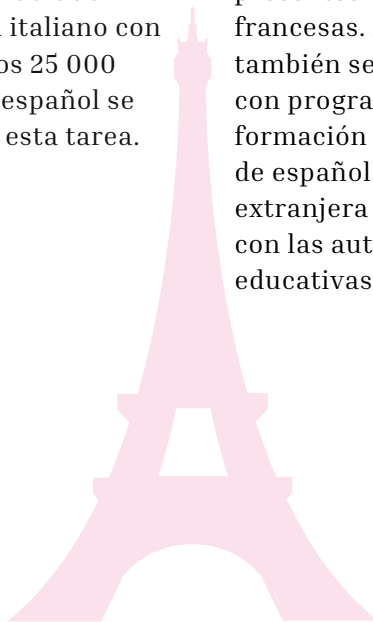 italiano con
os 25 000
español se
esta tarea.
francesas.
también se
con progra
formación
de español
extranjera
con las aut
educativas